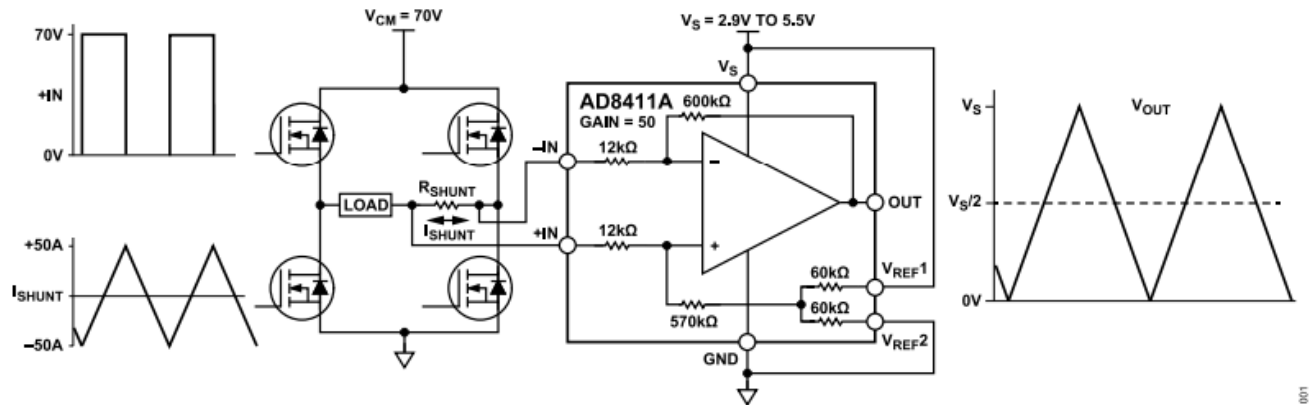 70V
+IN
0V
+50A
I_SHUNT
–50A
V_CM = 70V
LOAD
R_SHUNT
I_SHUNT
V_S = 2.9V TO 5.5V
V_S
AD8411A
GAIN = 50
600kΩ
–IN
12kΩ
–
OUT
+IN
12kΩ
+
60kΩ
V_REF1
570kΩ
60kΩ
V_REF2
GND
V_S
V_OUT
V_S/2
0V
001